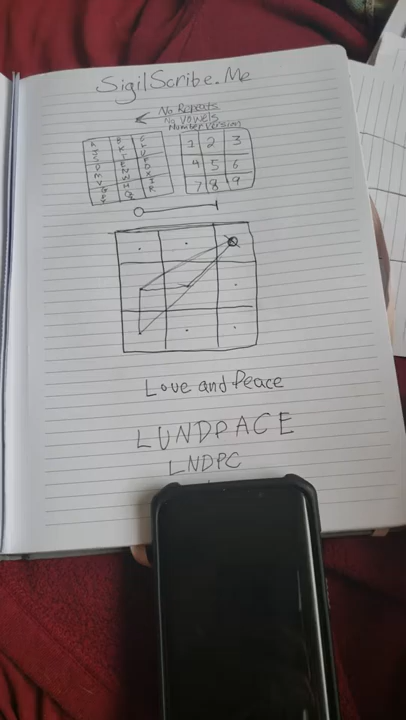 SigilScribe.Me
← No Repeats
No Vowels
Number version
A B C
J K L
S T U
D E F
M N O
V W X
G H I
P Q R
Y Z
1 2 3
4 5 6
7 8 9
Love and Peace
LUNDPACE
LNDPC